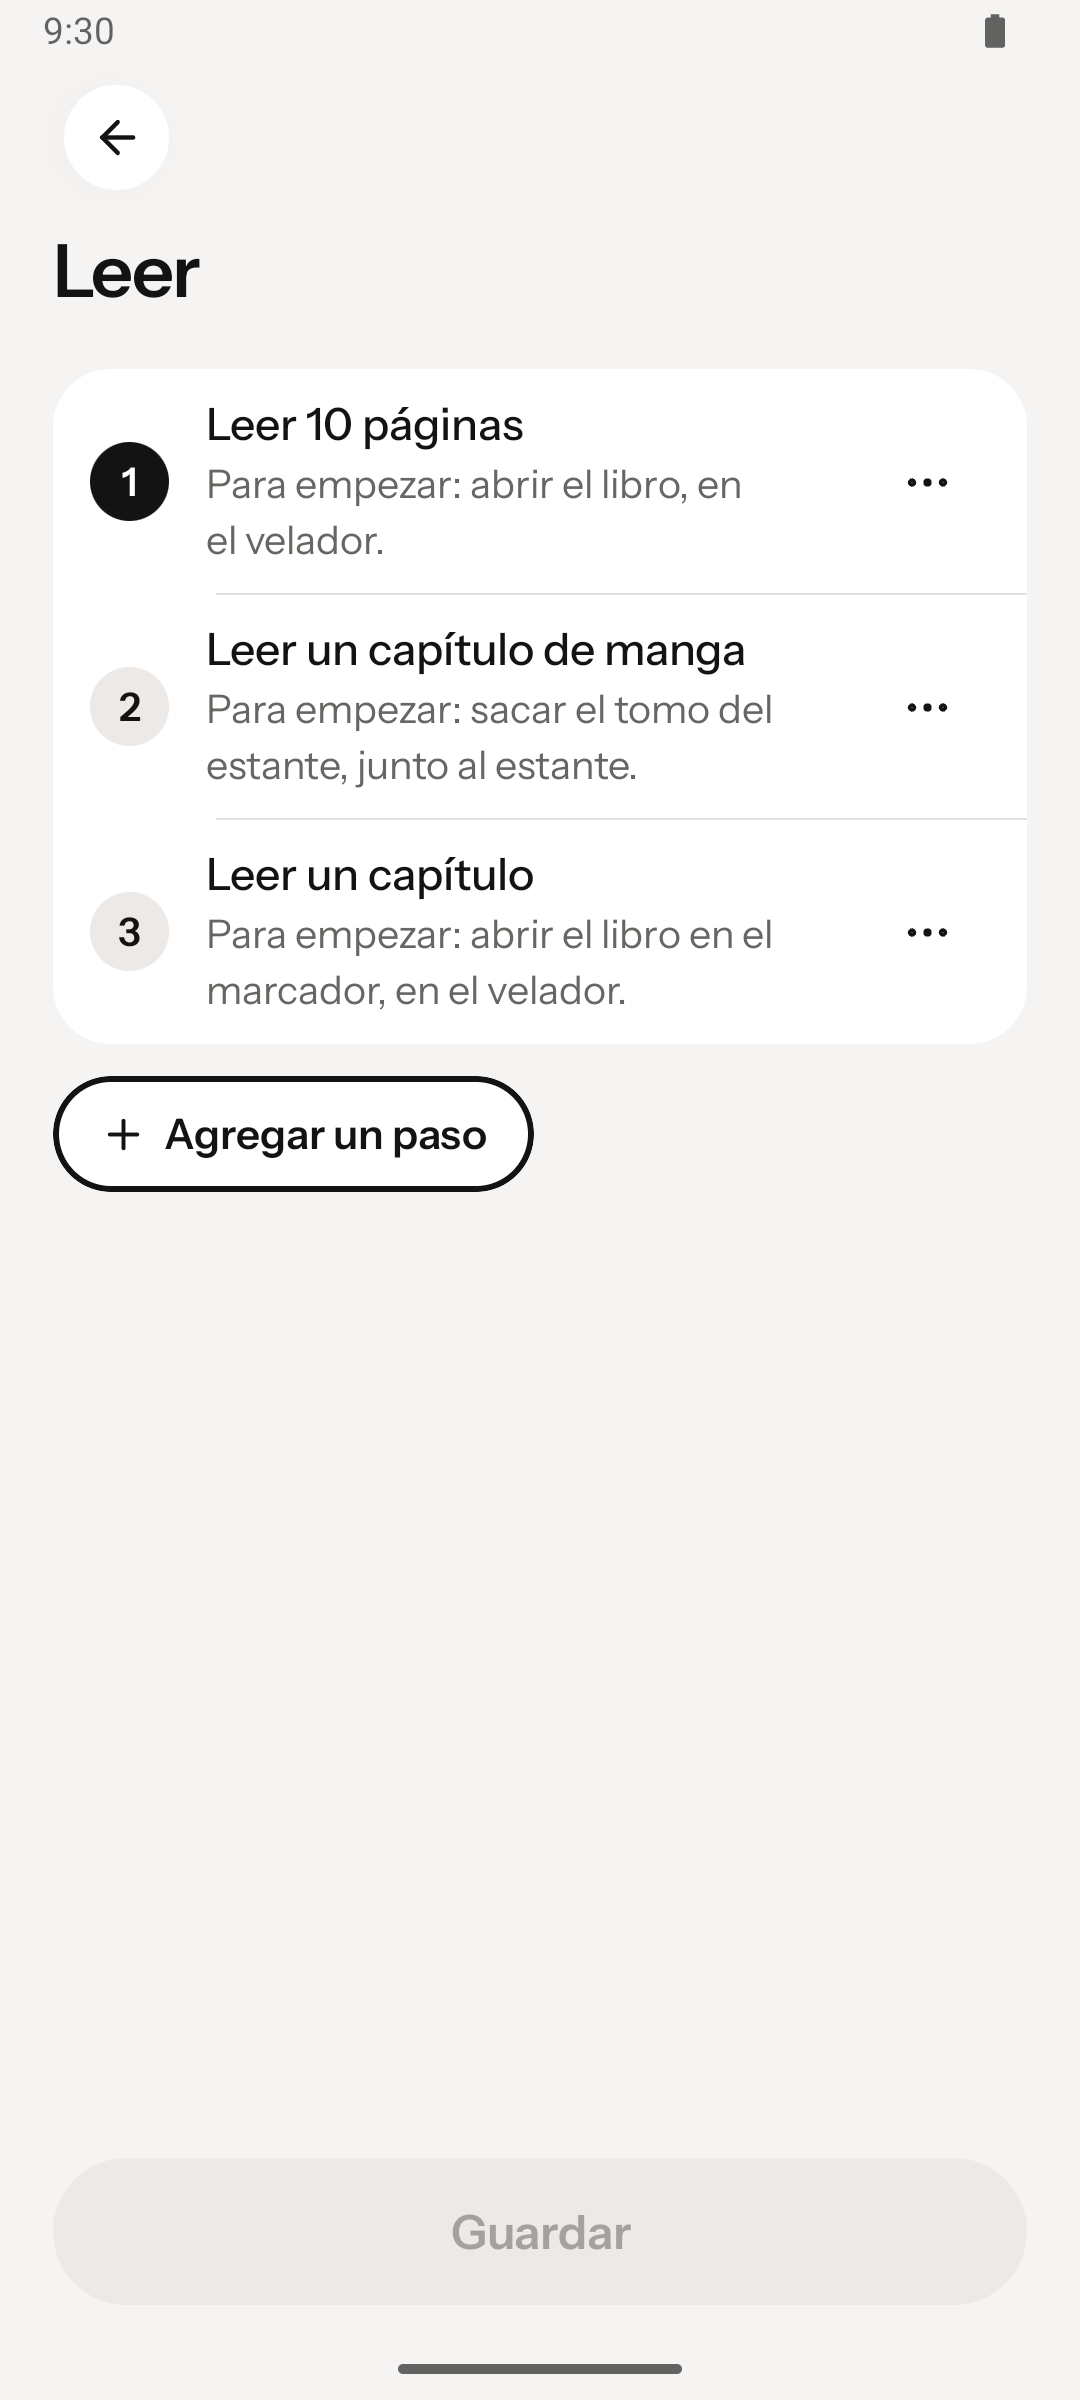 9:30
Leer
1
Leer 10 páginas
Para empezar: abrir el libro, en
el velador.
2
Leer un capítulo de manga
Para empezar: sacar el tomo del
estante, junto al estante.
3
Leer un capítulo
Para empezar: abrir el libro en el
marcador, en el velador.
Agregar un paso
Guardar